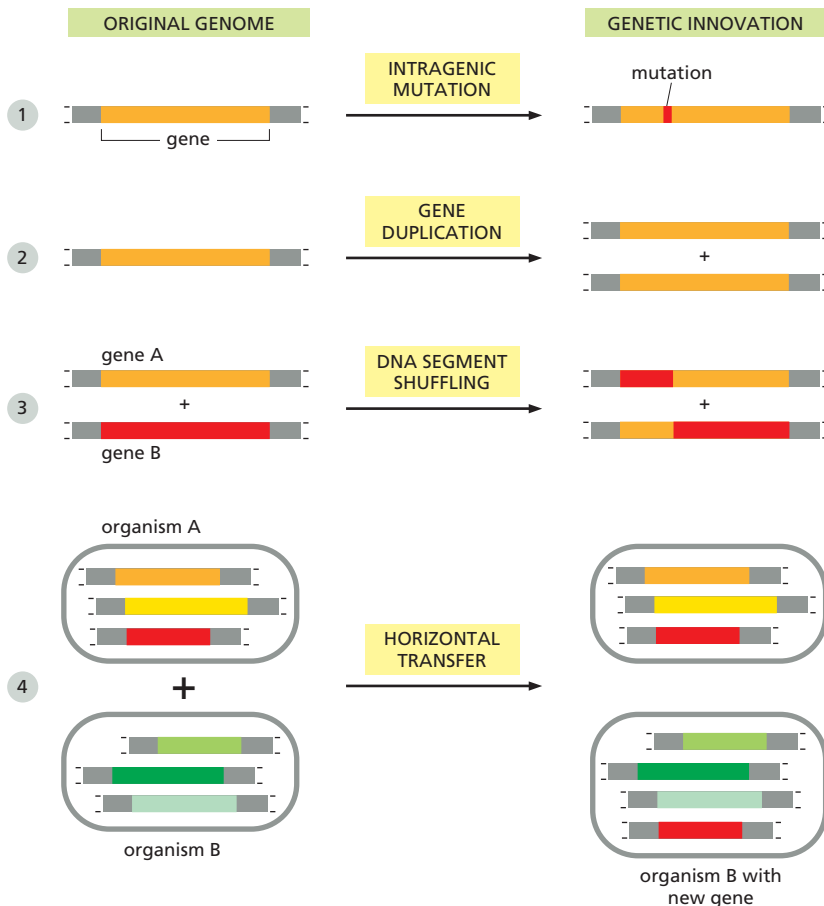 ORIGINAL GENOME
GENETIC INNOVATION
1
gene
INTRAGENIC
MUTATION
mutation
2
GENE
DUPLICATION
+
3
gene A
+
gene B
DNA SEGMENT
SHUFFLING
+
4
organism A
+
organism B
HORIZONTAL
TRANSFER
organism B with
new gene